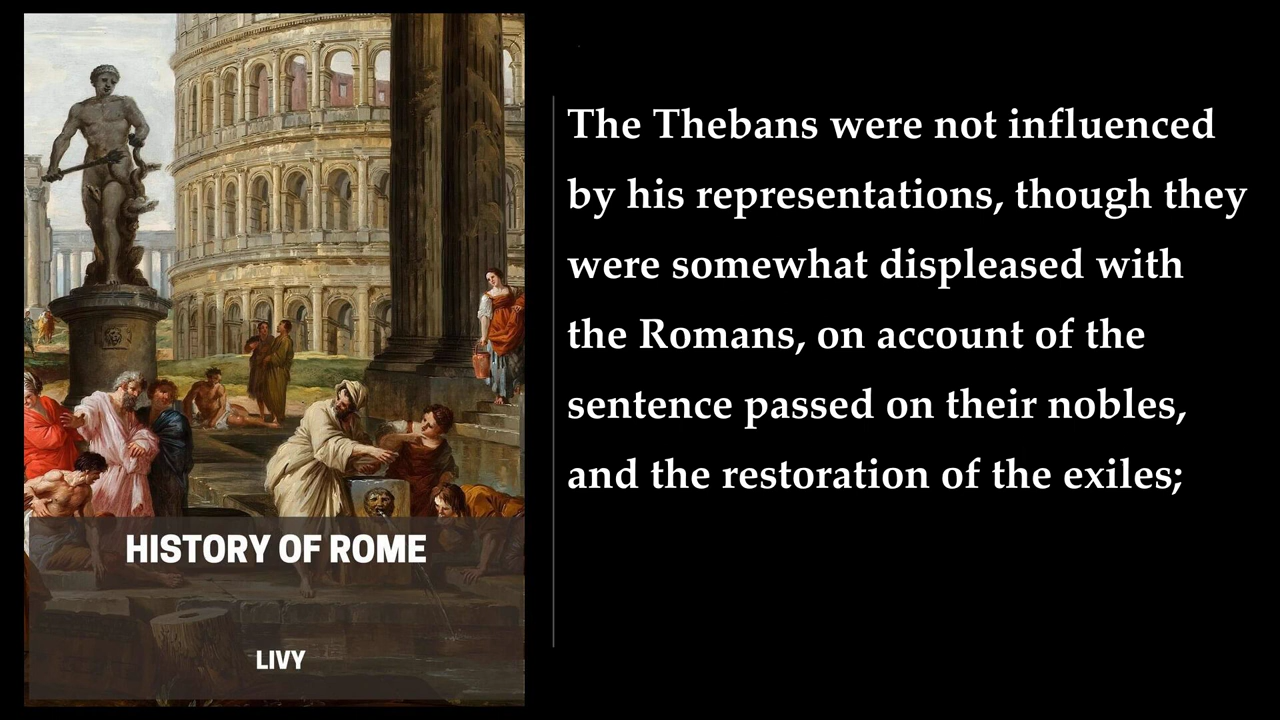 HISTORY OF ROME
LIVY
The Thebans were not influenced
by his representations, though they
were somewhat displeased with
the Romans, on account of the
sentence passed on their nobles,
and the restoration of the exiles;